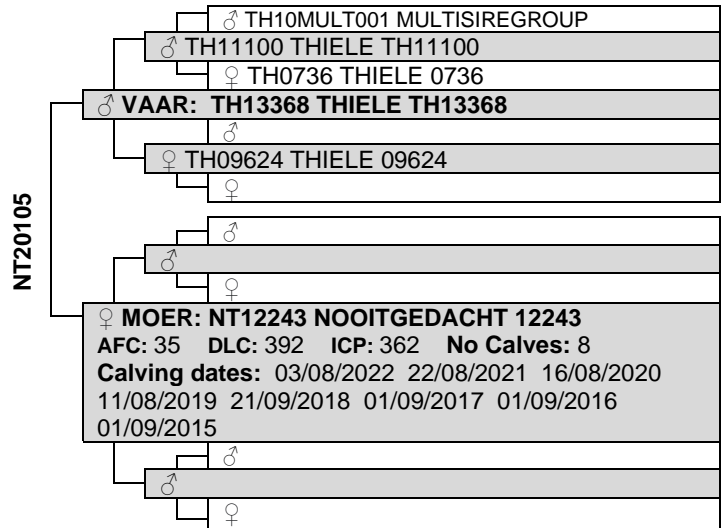 NT20105
♂ TH10MULT001 MULTISIREGROUP
♂ TH11100 THIELE TH11100
♀ TH0736 THIELE 0736
♂ VAAR: TH13368 THIELE TH13368
♂
♀ TH09624 THIELE 09624
♀
♂
♂
♀
♀ MOER: NT12243 NOOITGEDACHT 12243
AFC: 35 DLC: 392 ICP: 362 No Calves: 8
Calving dates: 03/08/2022 22/08/2021 16/08/2020
11/08/2019 21/09/2018 01/09/2017 01/09/2016
01/09/2015
♂
♂
♀